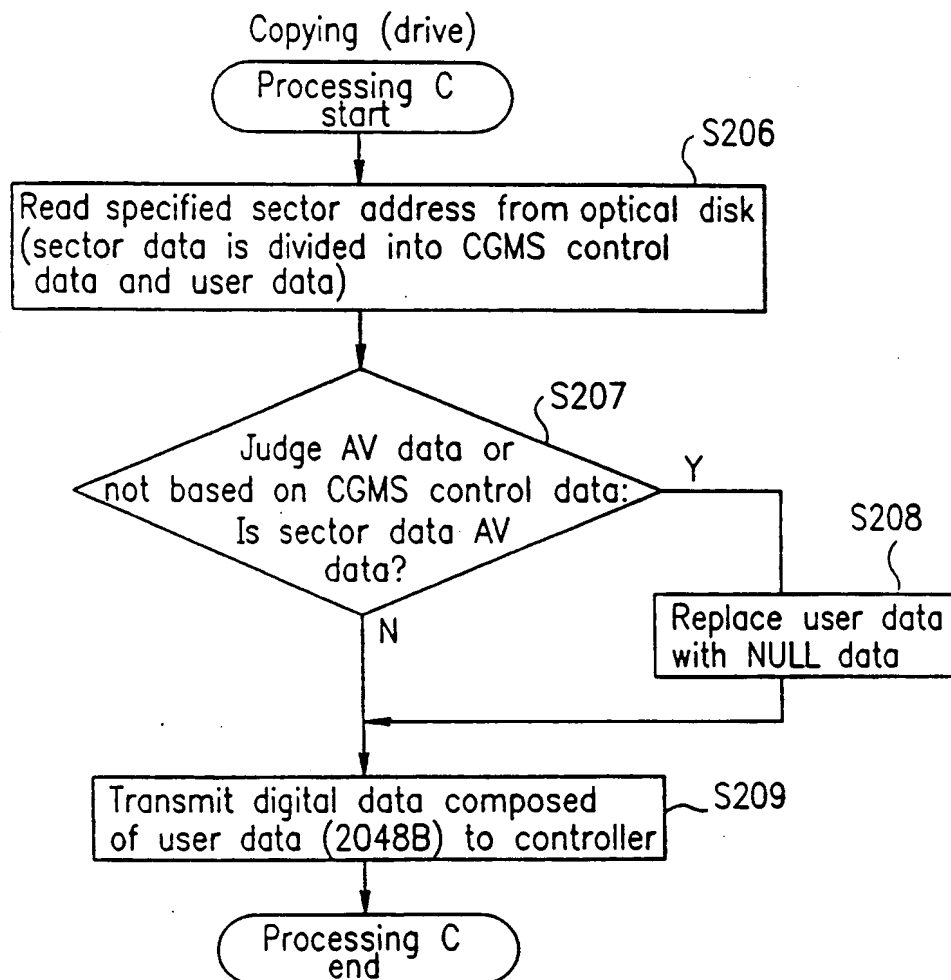 Copying (drive)
Processing C
start
S206
Read specified sector address from optical disk
(sector data is divided into CGMS control
data and user data)
S207
Judge AV data or
not based on CGMS control data:
Is sector data AV
data?
Y
S208
N
Replace user data
with NULL data
Transmit digital data composed
of user data (2048B) to controller
S209
Processing C
end